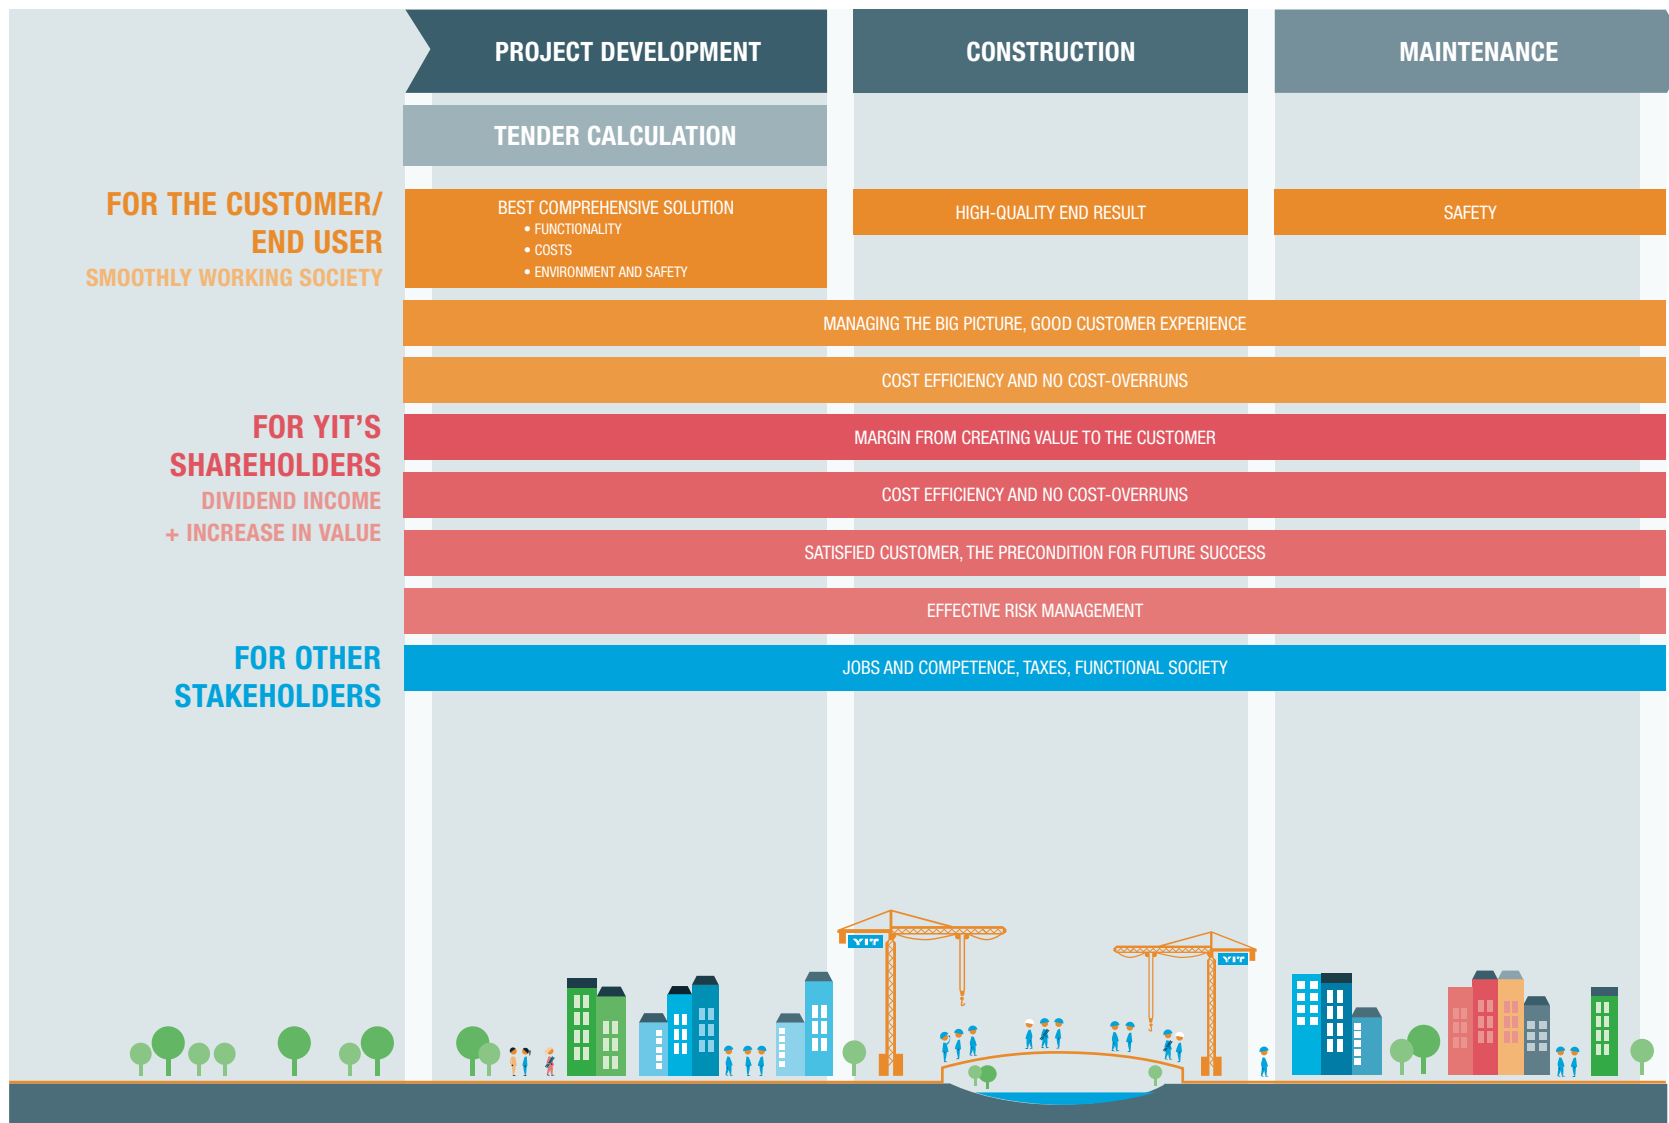 PROJECT DEVELOPMENT
CONSTRUCTION
MAINTENANCE
TENDER CALCULATION
FOR THE CUSTOMER/
END USER
SMOOTHLY WORKING SOCIETY
BEST COMPREHENSIVE SOLUTION
• FUNCTIONALITY
• COSTS
• ENVIRONMENT AND SAFETY
HIGH-QUALITY END RESULT
SAFETY
MANAGING THE BIG PICTURE, GOOD CUSTOMER EXPERIENCE
COST EFFICIENCY AND NO COST-OVERRUNS
FOR YIT’S
SHAREHOLDERS
DIVIDEND INCOME
+ INCREASE IN VALUE
MARGIN FROM CREATING VALUE TO THE CUSTOMER
COST EFFICIENCY AND NO COST-OVERRUNS
SATISFIED CUSTOMER, THE PRECONDITION FOR FUTURE SUCCESS
EFFECTIVE RISK MANAGEMENT
FOR OTHER
STAKEHOLDERS
JOBS AND COMPETENCE, TAXES, FUNCTIONAL SOCIETY
YIT
YIT